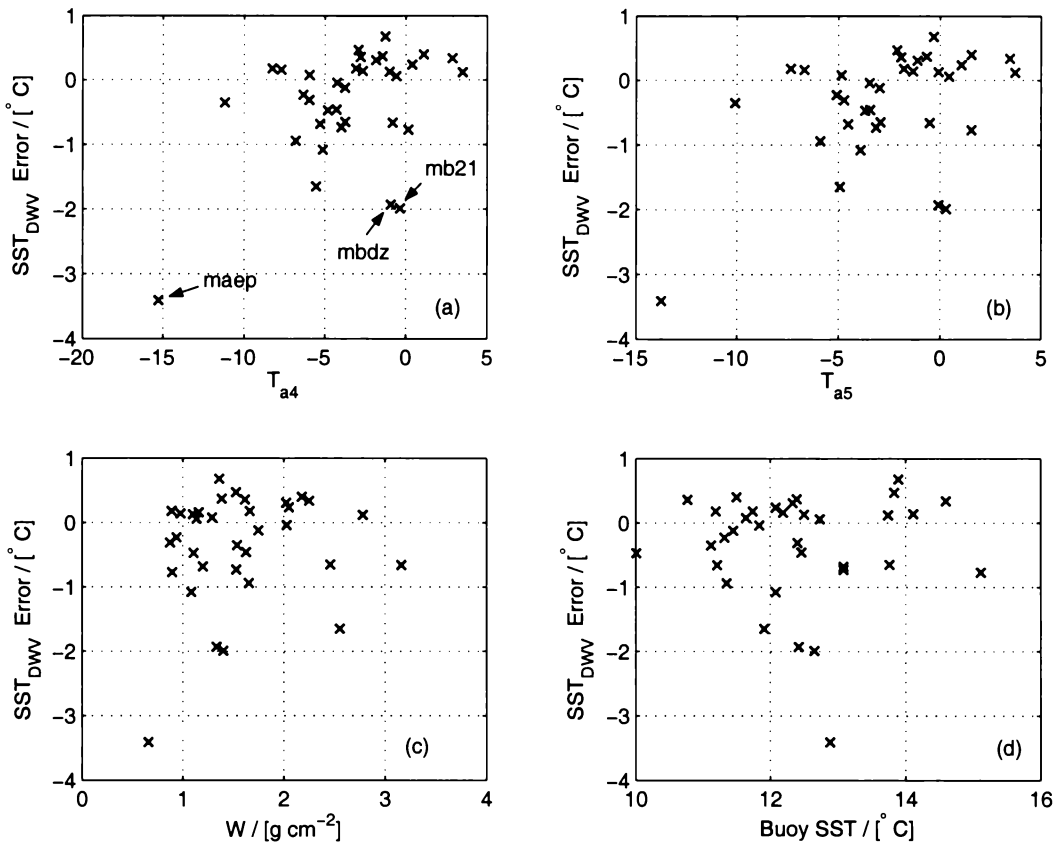 1
0
−1
−2
−3
−4
SST_DWV Error / [° C]
mb21
mbdz
maep
(a)
−20 −15 −10 −5 0 5
T_a4
1
0
−1
−2
−3
−4
SST_DWV Error / [° C]
(b)
−15 −10 −5 0 5
T_a5
1
0
−1
−2
−3
−4
SST_DWV Error / [° C]
(c)
0 1 2 3 4
W / [g cm⁻²]
1
0
−1
−2
−3
−4
SST_DWV Error / [° C]
(d)
10 12 14 16
Buoy SST / [° C]